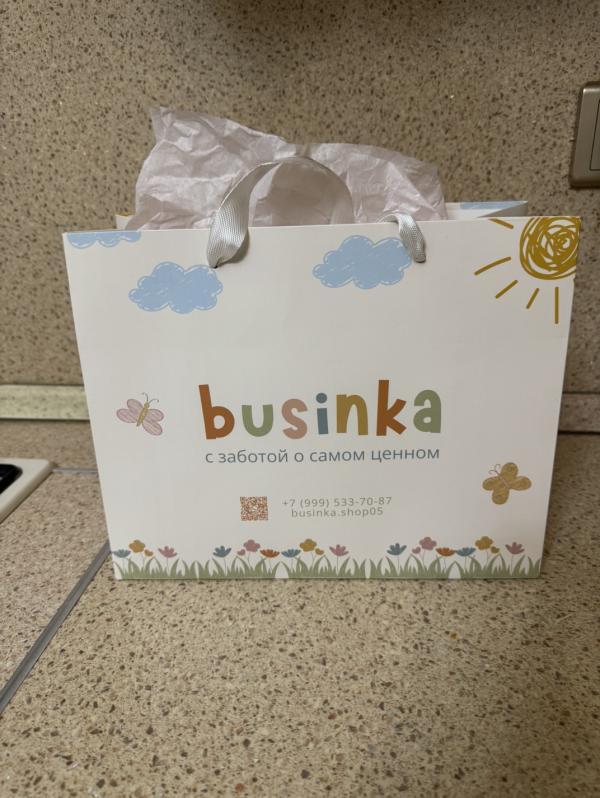 businka
с заботой о самом ценном
+7 (999) 533-70-87
businka.shop05